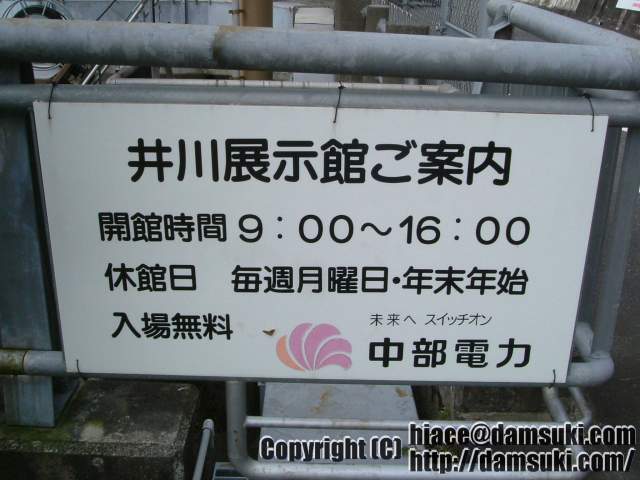 井川展示館ご案内
開館時間 9：00～16：00
休館日 毎週月曜日・年末年始
入場無料
未来へ スイッチオン
中部電力
Copyright (C) hiace@damsuki.com
http://damsuki.com/